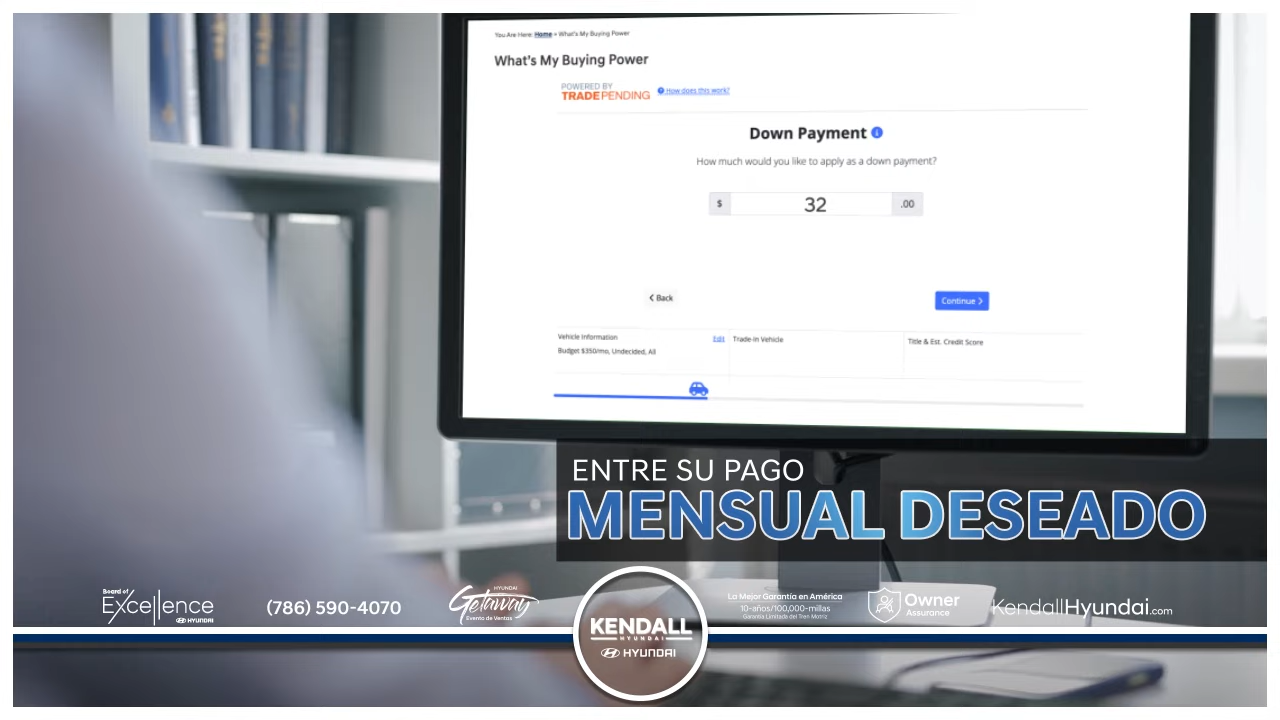 You Are Here: Home » What's My Buying Power
What's My Buying Power
POWERED BY
TRADEPENDING
How does this work?
Down Payment
How much would you like to apply as a down payment?
$ 32 .00
Back
Continue
Vehicle Information Edit
Budget $350/mo, Undecided, All
Trade-In Vehicle
Title & Est. Credit Score
ENTRE SU PAGO
MENSUAL DESEADO
Board of
Excellence
HYUNDAI
(786) 590-4070
HYUNDAI
Getaway
Evento de Ventas
KENDALL
HYUNDAI
HYUNDAI
La Mejor Garantía en América
10-años/100,000-millas
Garantía Limitada del Tren Motriz
Owner
Assurance
KendallHyundai.com